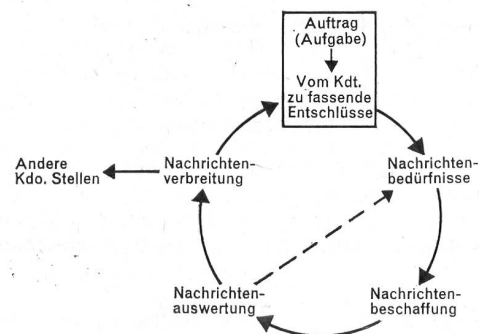 Auftrag
(Aufgabe)
Vom Kdt.
zu fassende
Entschlüsse
Andere
Kdo. Stellen
Nachrichten-
verbreitung
Nachrichten-
bedürfnisse
Nachrichten-
auswertung
Nachrichten-
beschaffung